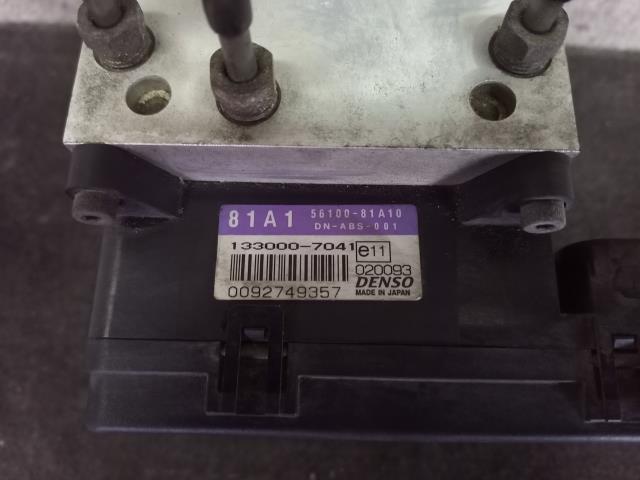 81A1 56100-81A10
DN-ABS-001
133000-7041 e11
020093
DENSO
0092749357 MADE IN JAPAN